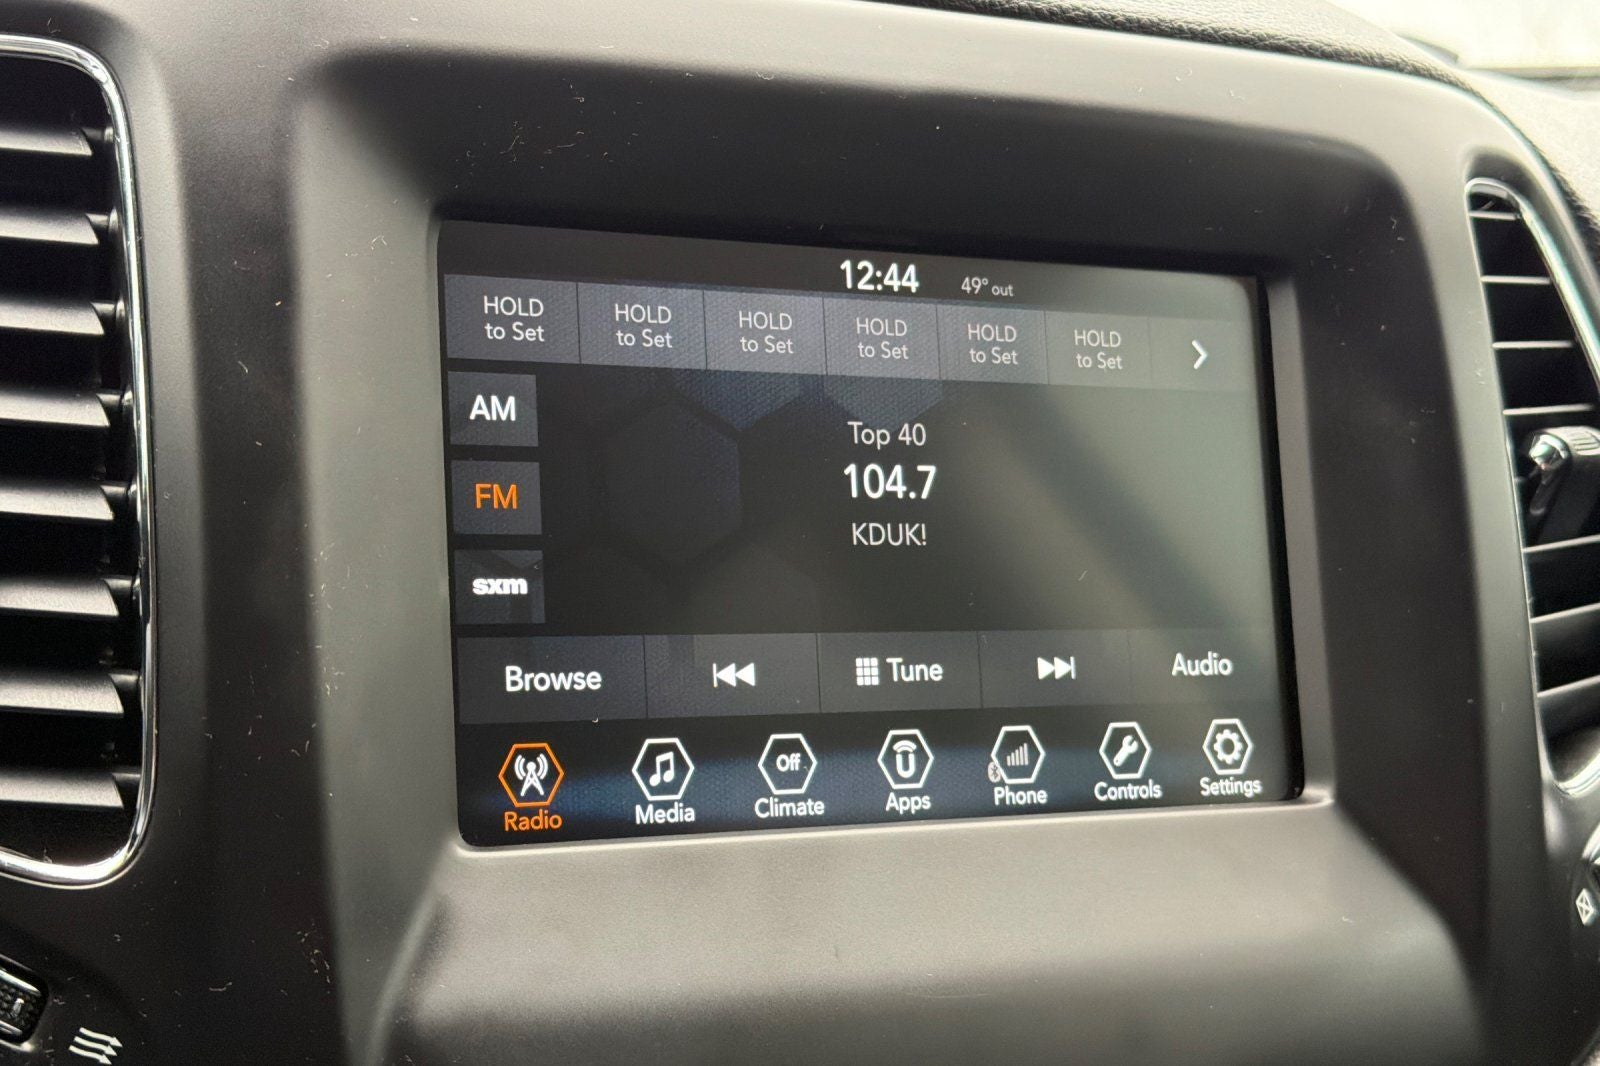 12:44 49° out
HOLD
to Set
HOLD
to Set
HOLD
to Set
HOLD
to Set
HOLD
to Set
HOLD
to Set
AM
FM
sxm
Top 40
104.7
KDUK!
Browse
Tune
Audio
Radio
Media
Off
Climate
Apps
Phone
Controls
Settings